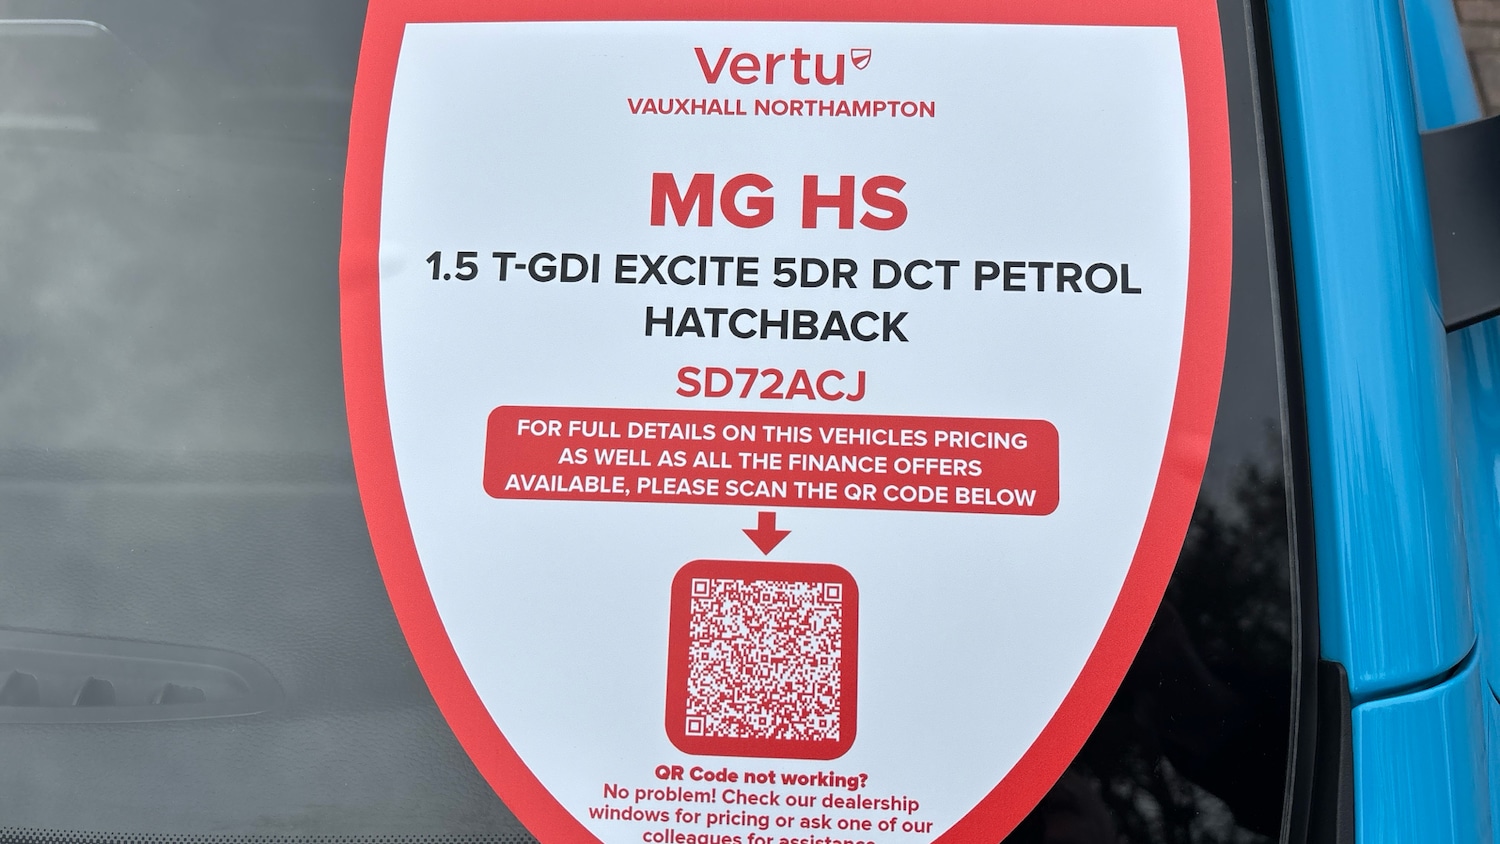 Vertu
VAUXHALL NORTHAMPTON
MG HS
1.5 T-GDI EXCITE 5DR DCT PETROL
HATCHBACK
SD72ACJ
FOR FULL DETAILS ON THIS VEHICLES PRICING
AS WELL AS ALL THE FINANCE OFFERS
AVAILABLE, PLEASE SCAN THE QR CODE BELOW
QR Code not working?
No problem! Check our dealership
windows for pricing or ask one of our
colleagues for assistance